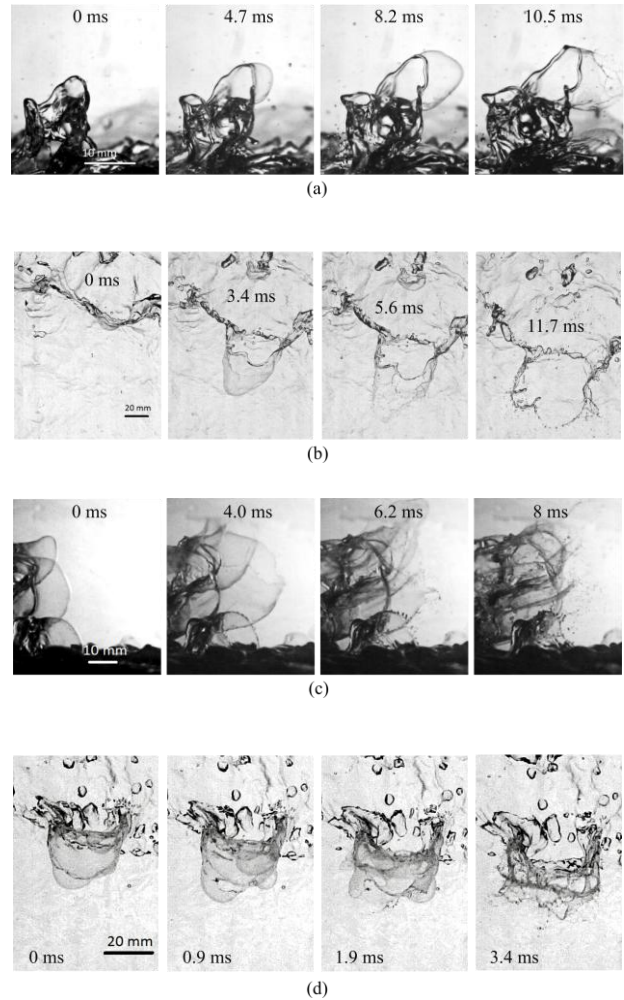 0 ms 4.7 ms 8.2 ms 10.5 ms
10 mm
(a)
0 ms
3.4 ms
5.6 ms
11.7 ms
20 mm
(b)
0 ms 4.0 ms 6.2 ms 8 ms
10 mm
(c)
20 mm
0 ms 0.9 ms 1.9 ms 3.4 ms
(d)